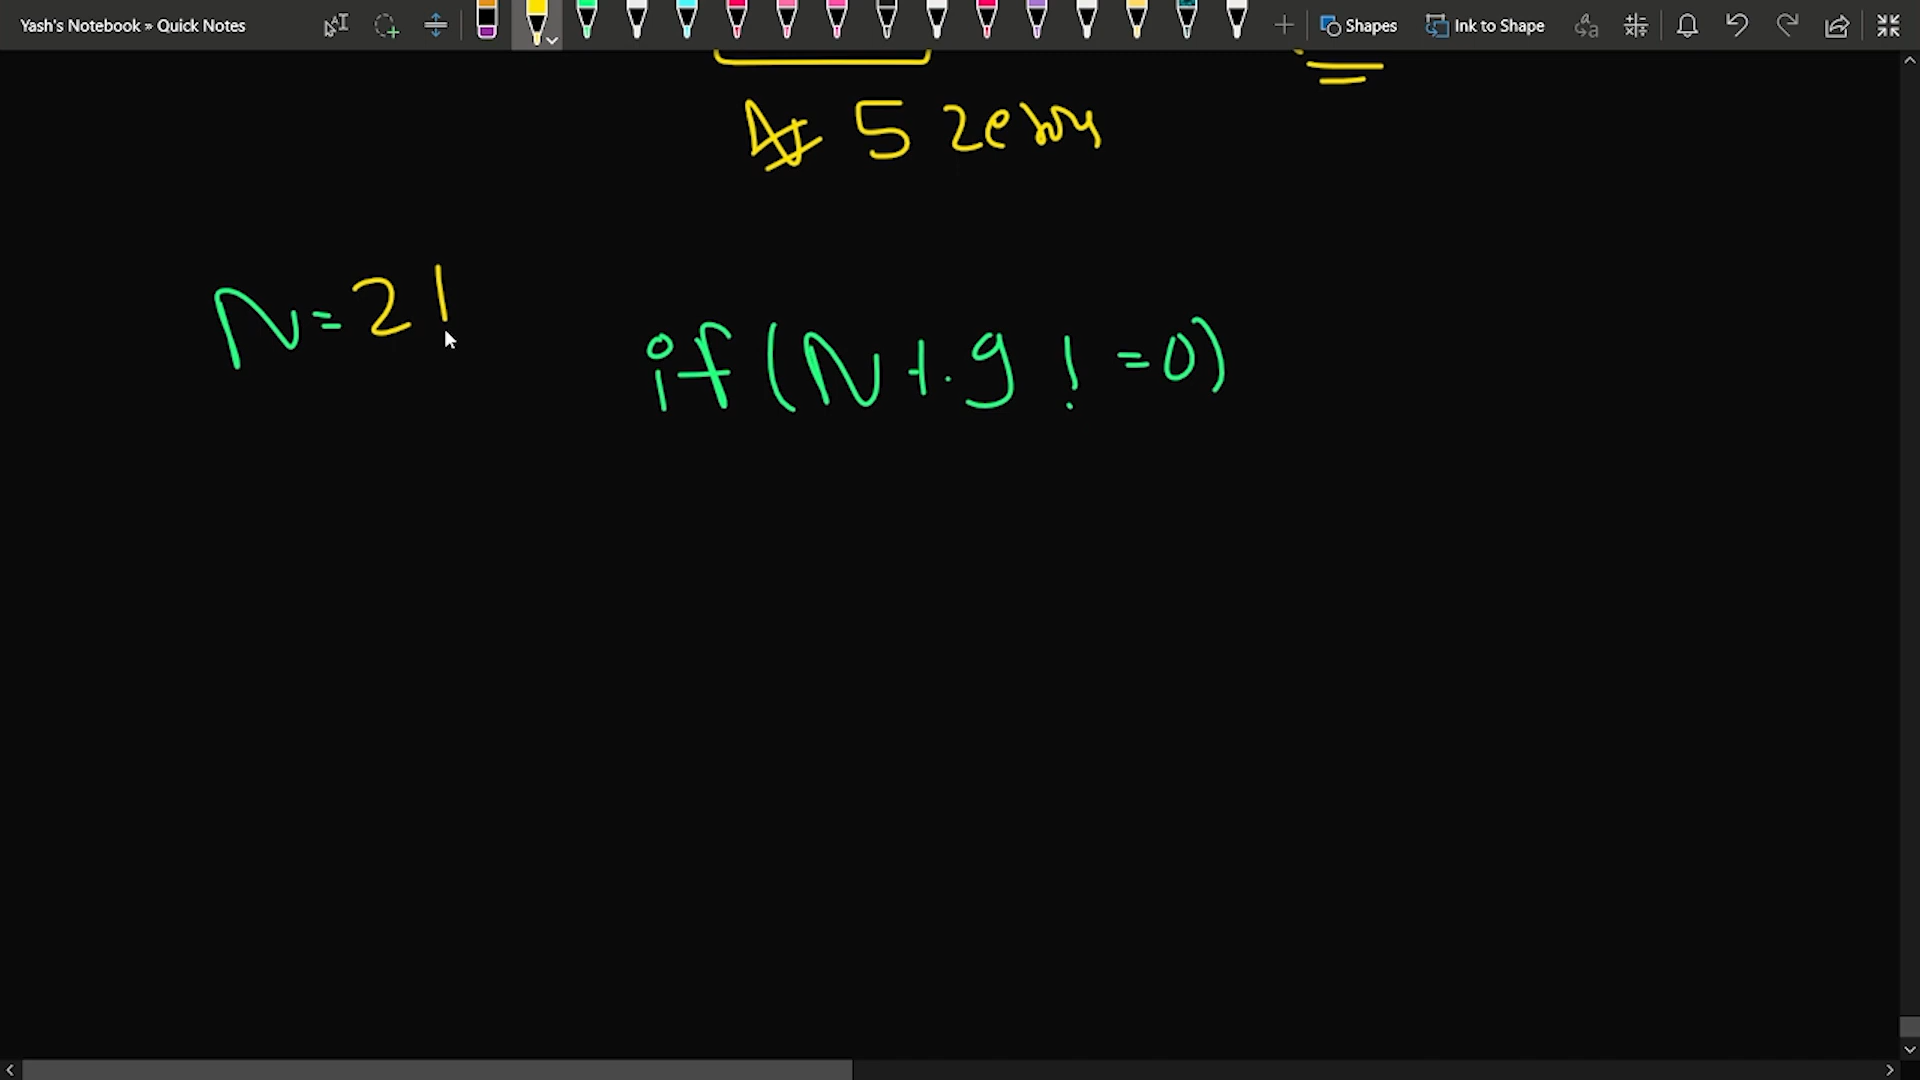 Yash's Notebook » Quick Notes
Shapes
Ink to Shape
5 zeros
N = 21
if (N % 9 != 0)